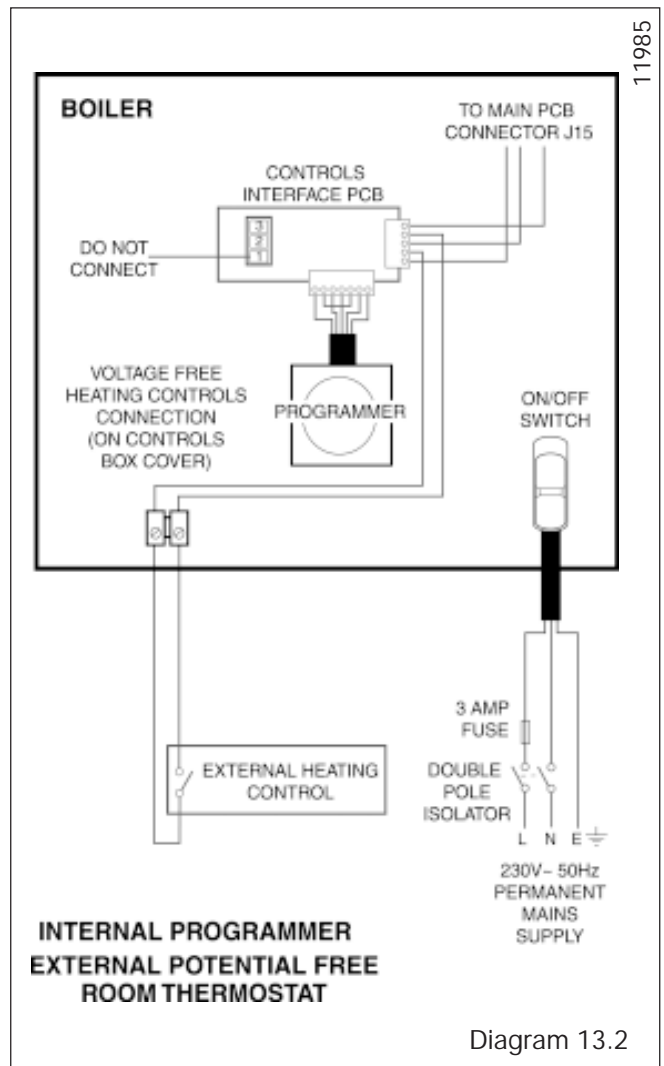 11985
BOILER
TO MAIN PCB
CONNECTOR J15
CONTROLS
INTERFACE PCB
3
2
1
DO NOT
CONNECT
VOLTAGE FREE
HEATING CONTROLS
CONNECTION
(ON CONTROLS
BOX COVER)
PROGRAMMER
ON/OFF
SWITCH
3 AMP
FUSE
EXTERNAL HEATING
CONTROL
DOUBLE
POLE
ISOLATOR
L N E
230V~ 50Hz
PERMANENT
MAINS
SUPPLY
INTERNAL PROGRAMMER
EXTERNAL POTENTIAL FREE
ROOM THERMOSTAT
Diagram 13.2